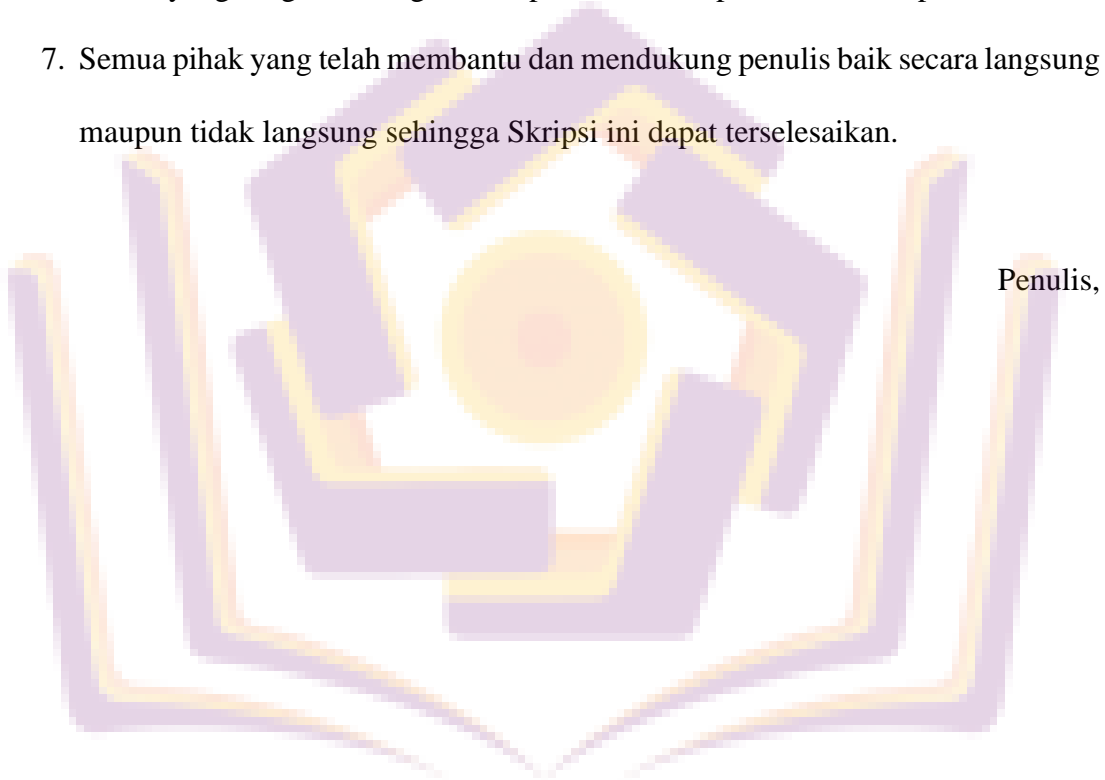 7. Semua pihak yang telah membantu dan mendukung penulis baik secara langsung
maupun tidak langsung sehingga Skripsi ini dapat terselesaikan.
Penulis,